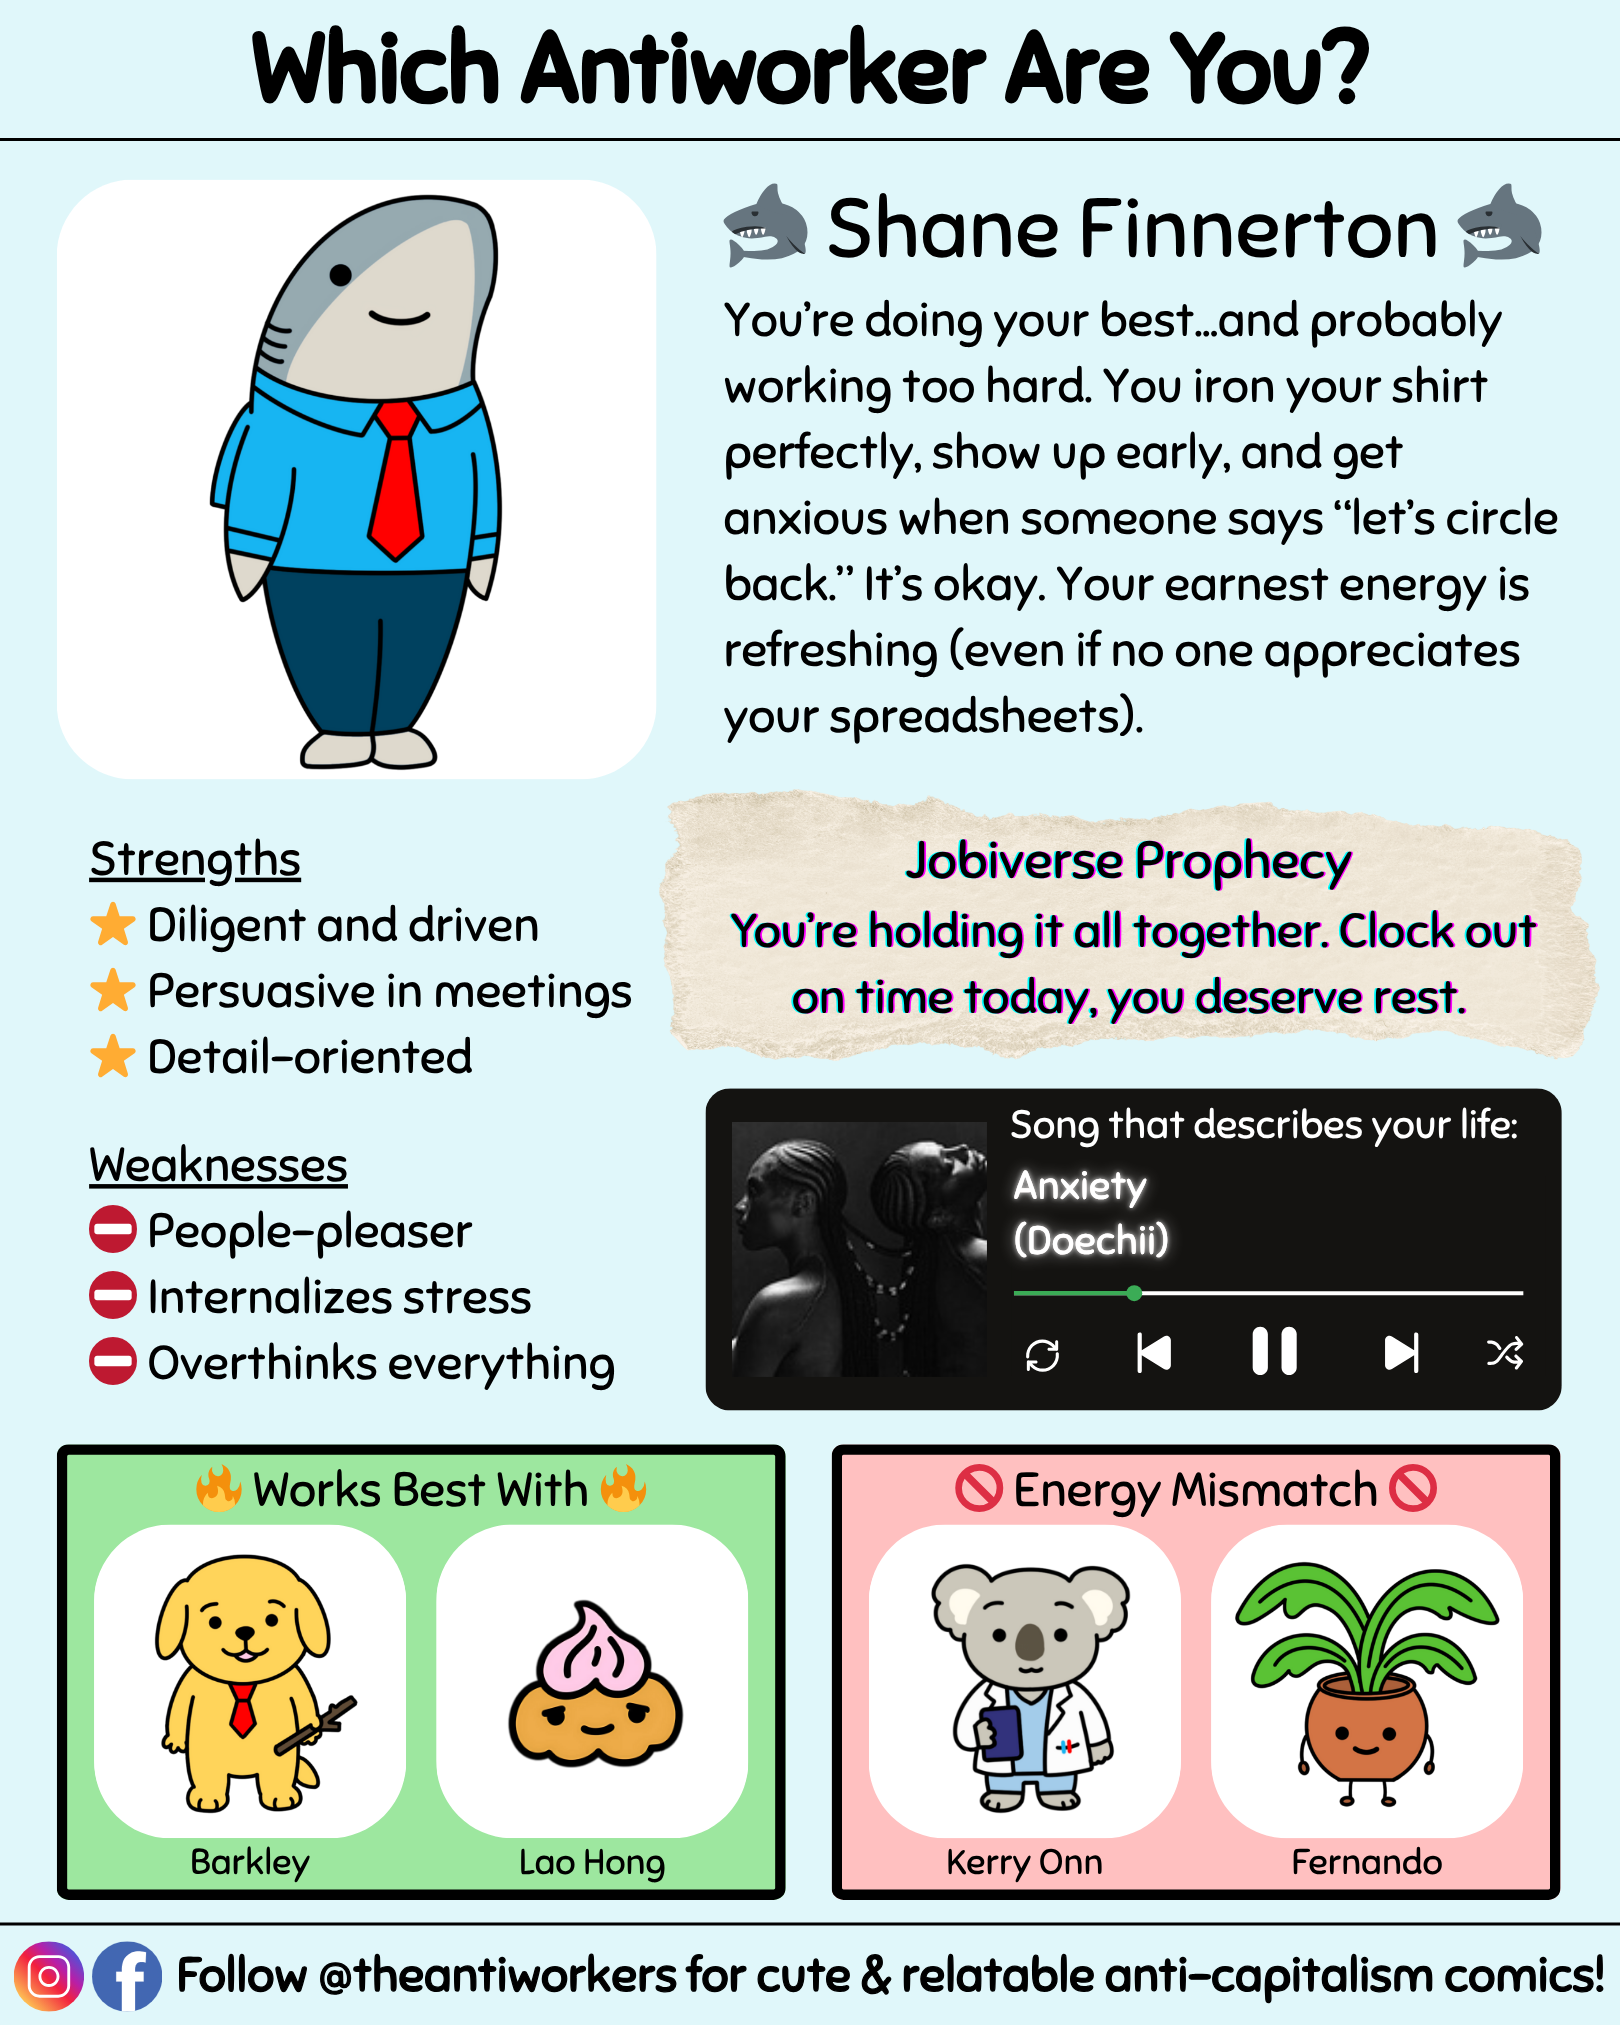 Which Antiworker Are You?
Shane Finnerton
You're doing your best...and probably
working too hard. You iron your shirt
perfectly, show up early, and get
anxious when someone says “let's circle
back.” It's okay. Your earnest energy is
refreshing (even if no one appreciates
your spreadsheets).
Strengths
Diligent and driven
Persuasive in meetings
Detail-oriented
Weaknesses
People-pleaser
Internalizes stress
Overthinks everything
Jobiverse Prophecy
You're holding it all together. Clock out
on time today, you deserve rest.
Song that describes your life:
Anxiety
(Doechii)
Works Best With
Barkley
Lao Hong
Energy Mismatch
Kerry Onn
Fernando
Follow @theantiworkers for cute & relatable anti-capitalism comics!